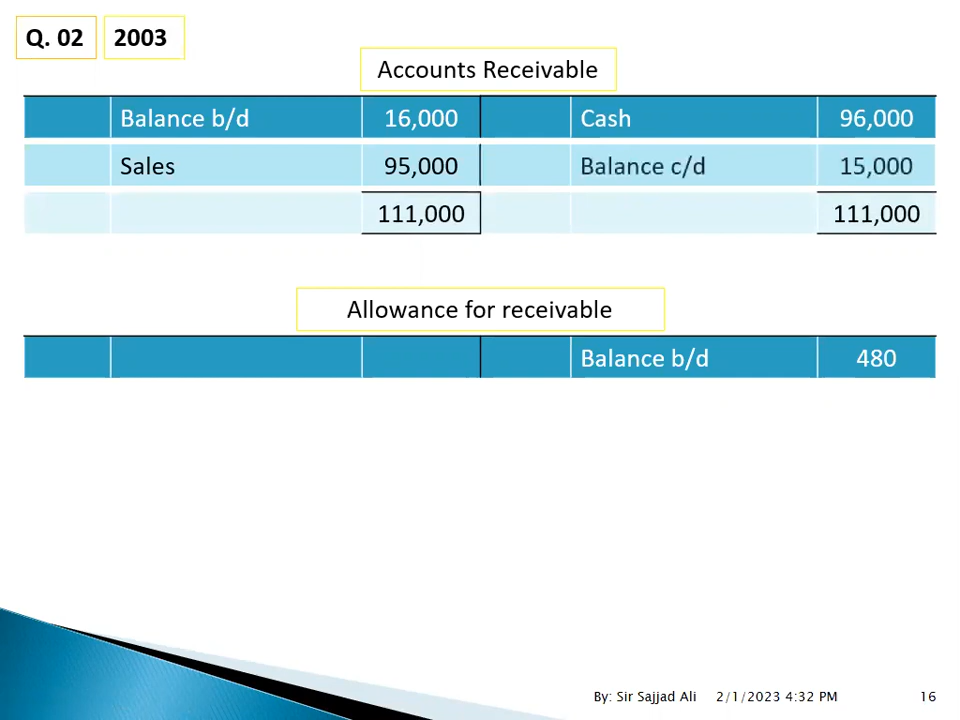 Q. 02 2003
Accounts Receivable
Balance b/d 16,000 Cash 96,000
Sales 95,000 Balance c/d 15,000
111,000 111,000
Allowance for receivable
Balance b/d 480
By: Sir Sajjad Ali 2/1/2023 4:32 PM 16